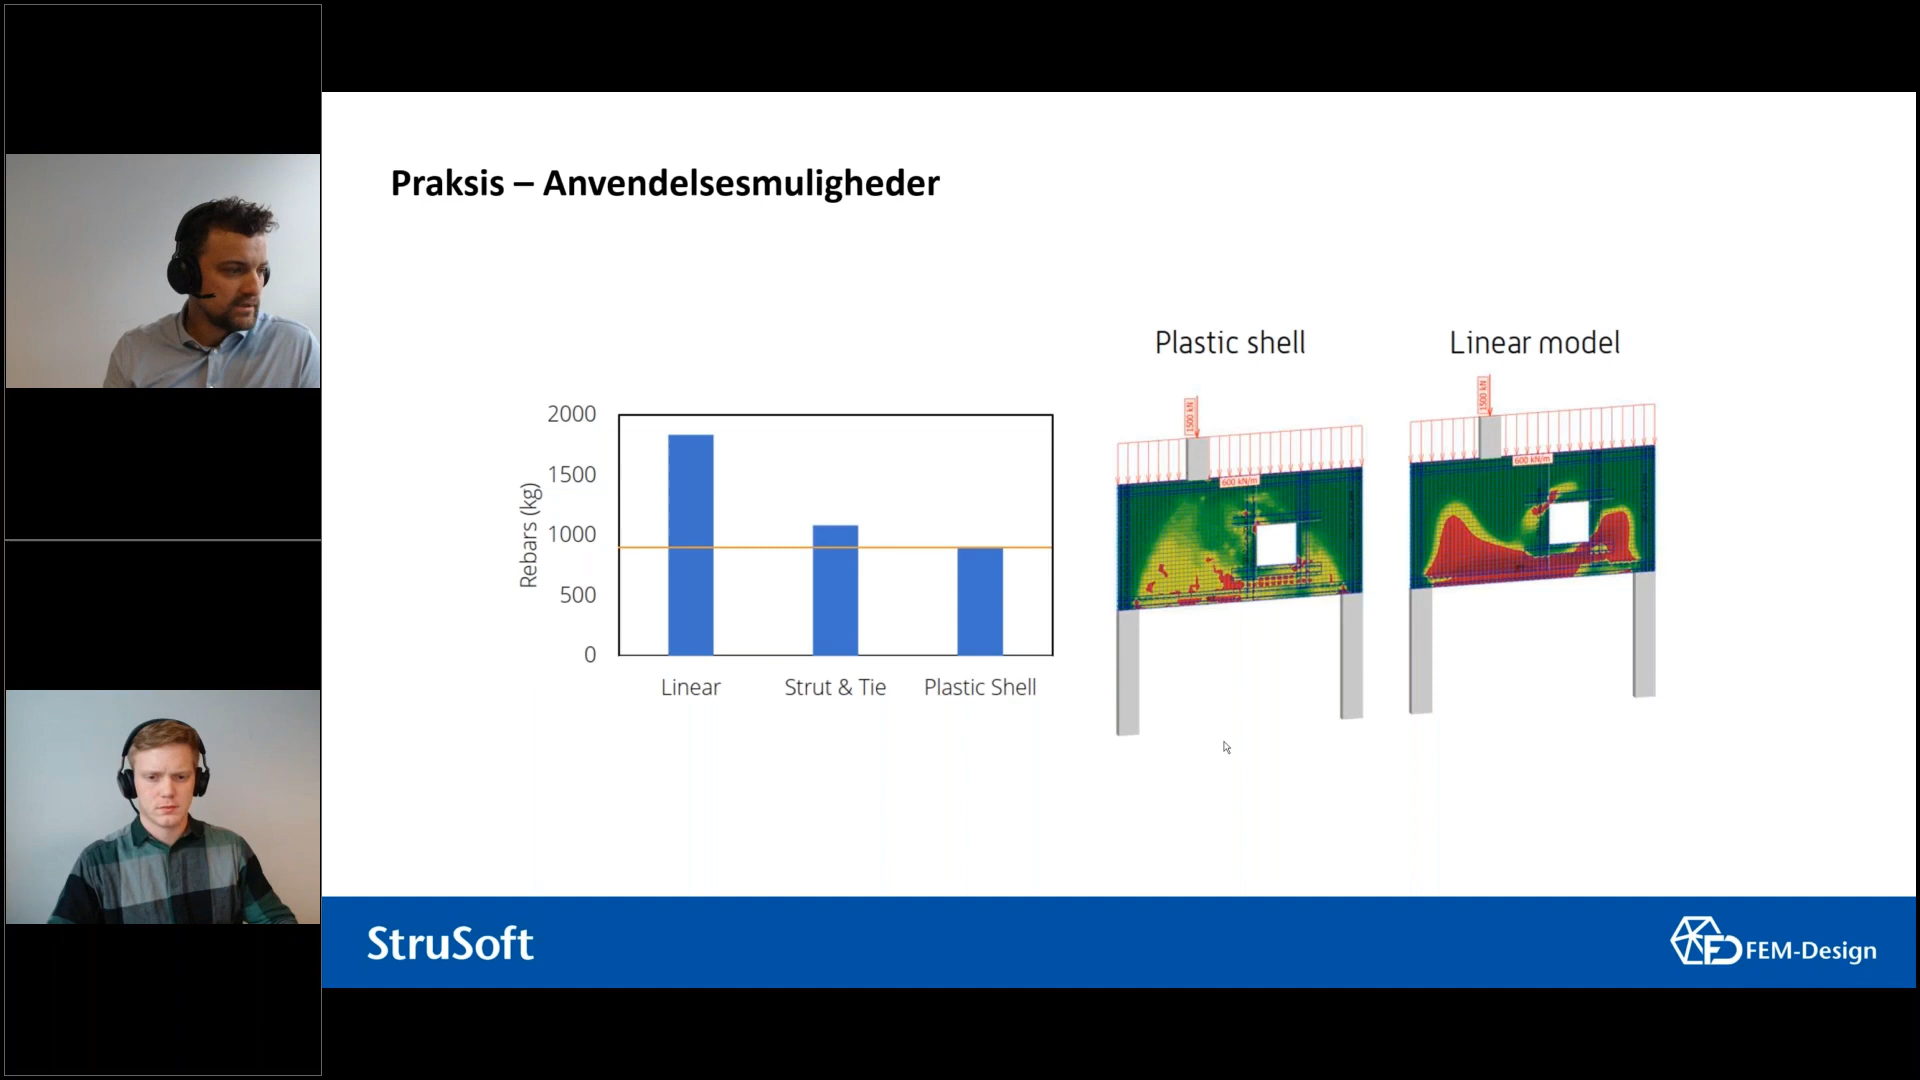 Praksis – Anvendelsesmuligheder
Plastic shell
Linear model
1500 kN
1500 kN
600 kN/m
600 kN/m
Rebars (kg)
2000
1500
1000
500
0
Linear
Strut & Tie
Plastic Shell
StruSoft
FD FEM-Design